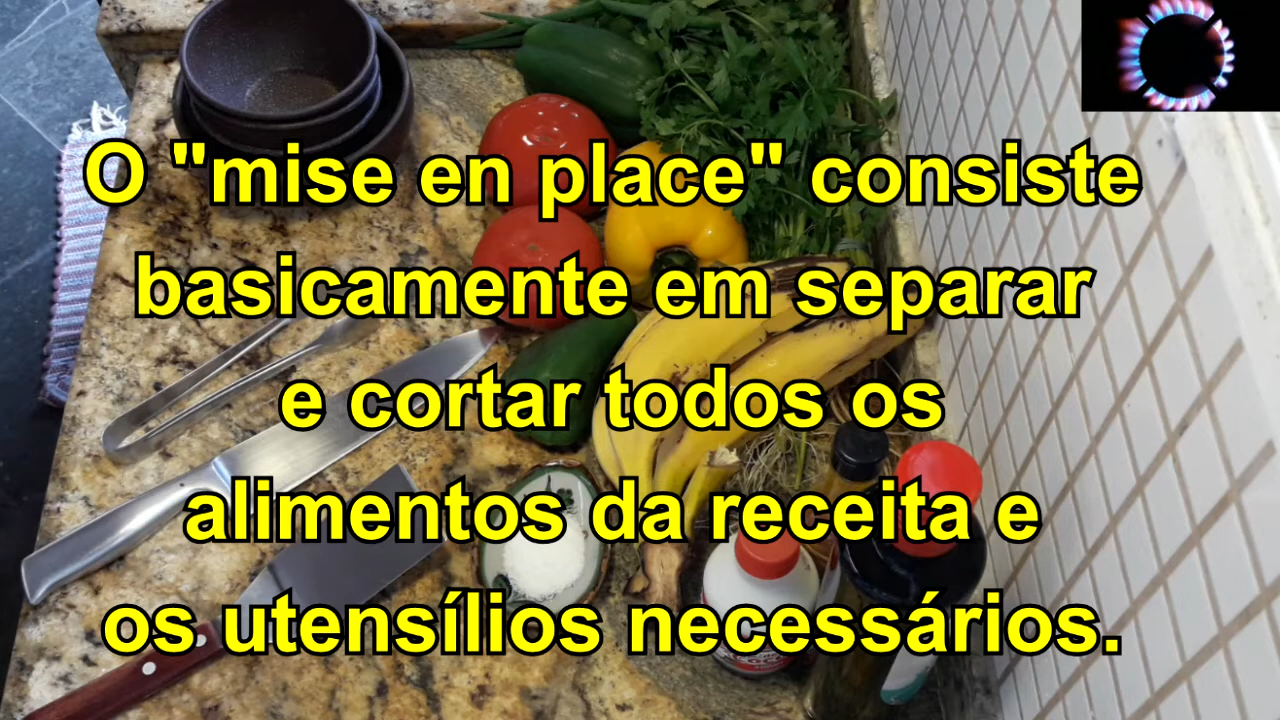 O "mise en place" consiste
basicamente em separar
e cortar todos os
alimentos da receita e
os utensílios necessários.